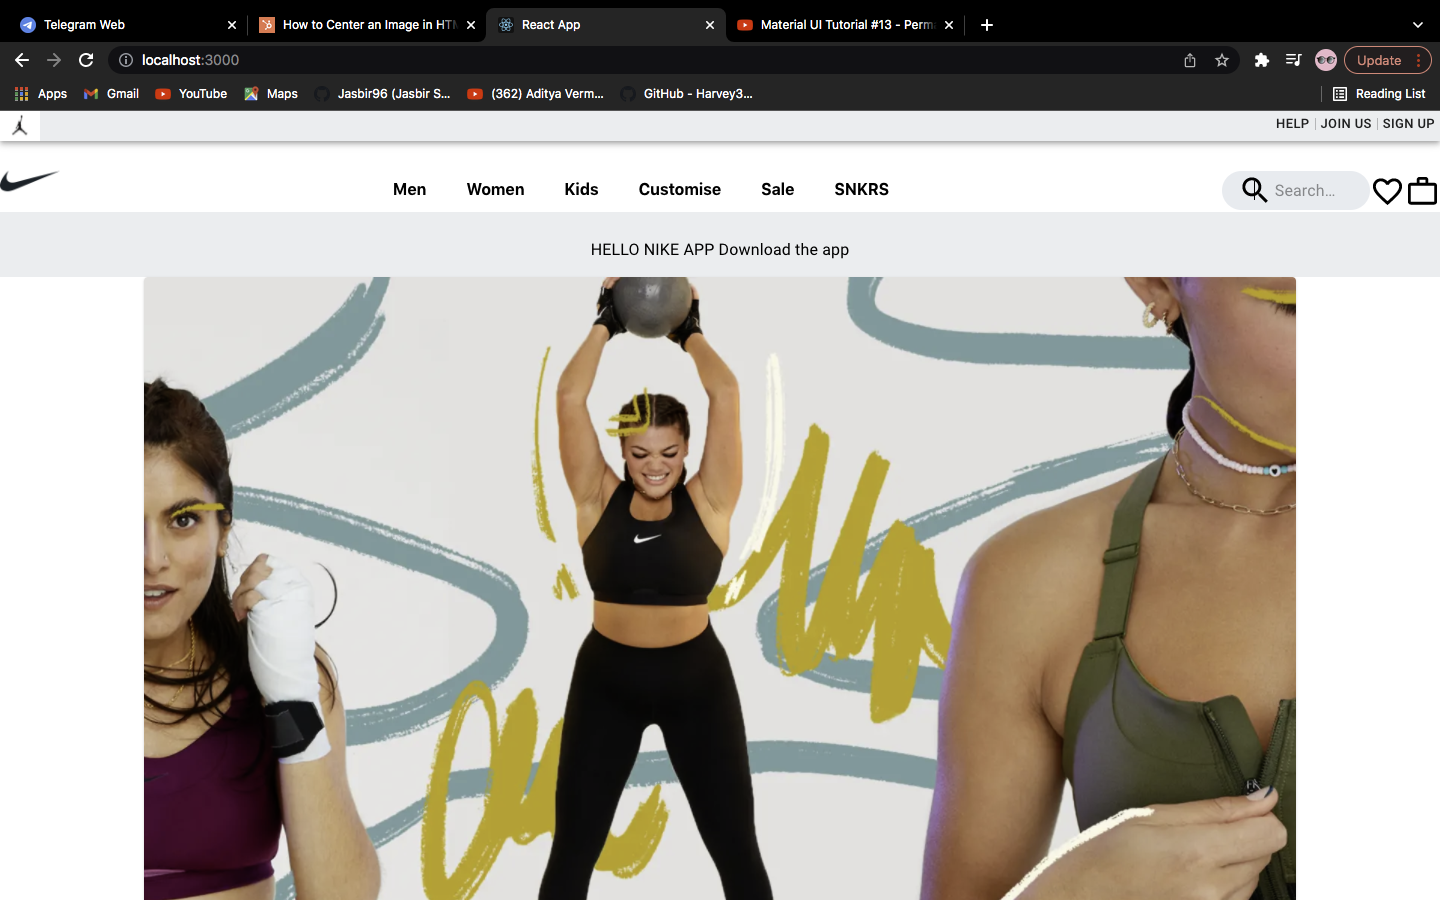 Telegram Web
How to Center an Image in HTM
React App
Material UI Tutorial #13 - Perm
localhost:3000
Update
Apps
Gmail
YouTube
Maps
Jasbir96 (Jasbir S...
(362) Aditya Verm...
GitHub - Harvey3...
Reading List
HELP
JOIN US
SIGN UP
Men
Women
Kids
Customise
Sale
SNKRS
Search...
HELLO NIKE APP Download the app